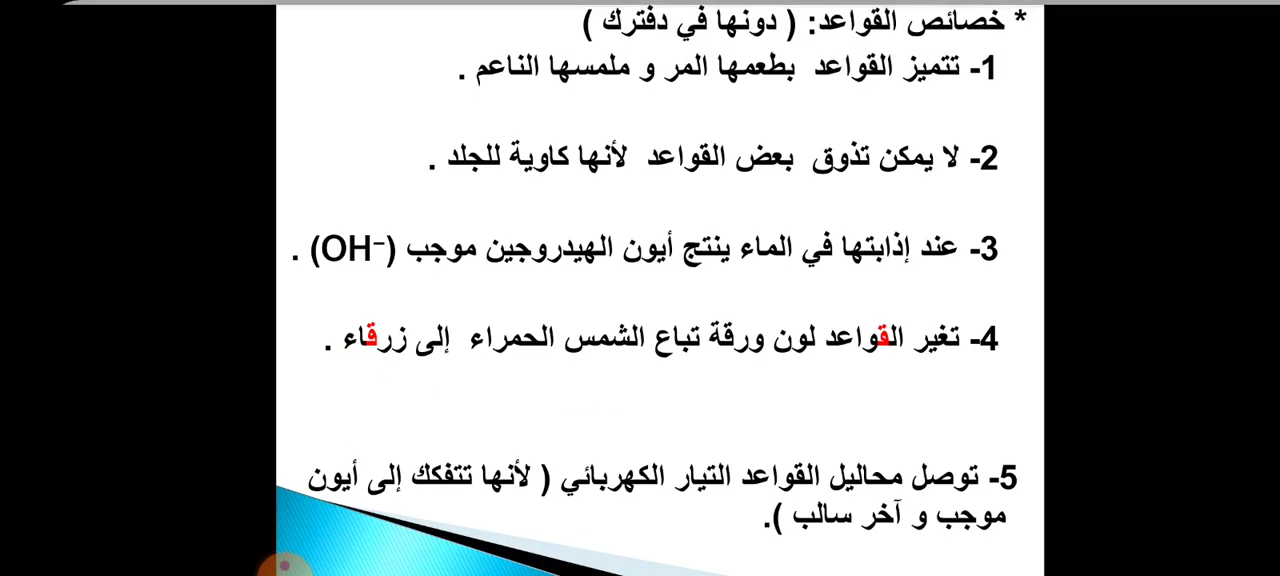 * خصائص القواعد: ( دونها في دفترك )
1- تتميز القواعد بطعمها المر و ملمسها الناعم .
2- لا يمكن تذوق بعض القواعد لأنها كاوية للجلد .
3- عند إذابتها في الماء ينتج أيون الهيدروجين موجب (OH⁻) .
4- تغير القواعد لون ورقة تباع الشمس الحمراء إلى زرقاء .
5- توصل محاليل القواعد التيار الكهربائي ( لأنها تتفكك إلى أيون
موجب و آخر سالب ).